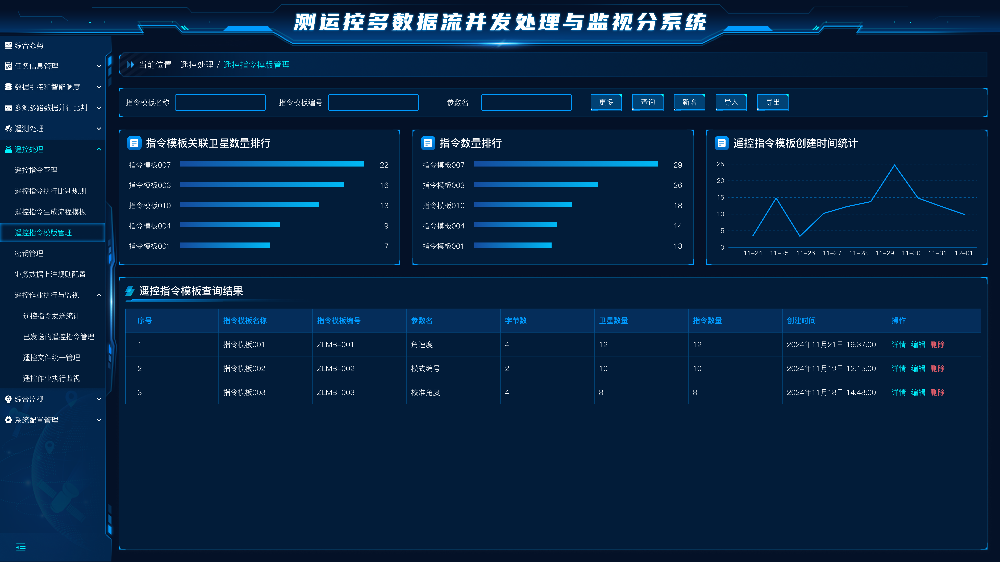 测运控多数据流并发处理与监视分系统
综合态势
任务信息管理
数据引接和智能调度
多源多路数据并行比判
遥测处理
遥控处理
遥控指令管理
遥控指令执行比判规则
遥控指令生成流程模板
遥控指令模版管理
密钥管理
业务数据上注规则配置
遥控作业执行与监视
遥控指令发送统计
已发送的遥控指令管理
遥控文件统一管理
遥控作业执行监视
综合监视
系统配置管理
当前位置：遥控处理 / 遥控指令模版管理
指令模板名称 指令模板编号 参数名 更多 查询 新增 导入 导出
指令模板关联卫星数量排行
指令模板007 22
指令模板003 16
指令模板010 13
指令模板004 9
指令模板001 7
指令数量排行
指令模板007 29
指令模板003 26
指令模板010 18
指令模板004 14
指令模板001 13
遥控指令模板创建时间统计
25
20
15
10
5
0
11-24 11-25 11-26 11-27 11-28 11-29 11-30 11-31 12-01
遥控指令模板查询结果
序号 指令模板名称 指令模板编号 参数名 字节数 卫星数量 指令数量 创建时间 操作
1 指令模板001 ZLMB-001 角速度 4 12 12 2024年11月21日 19:37:00 详情 编辑 删除
2 指令模板002 ZLMB-002 模式编号 2 10 10 2024年11月19日 12:15:00 详情 编辑 删除
3 指令模板003 ZLMB-003 校准角度 4 8 8 2024年11月18日 14:48:00 详情 编辑 删除